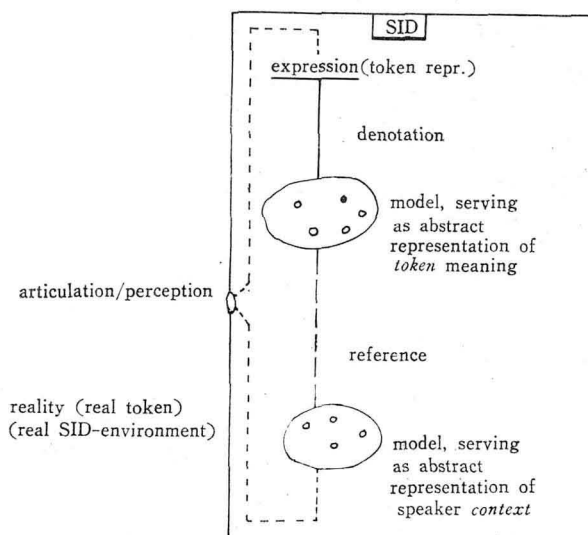 SID
expression(token repr.)
denotation
model, serving
as abstract
representation of
token meaning
articulation/perception
reference
reality (real token)
(real SID-environment)
model, serving
as abstract
representation of
speaker context